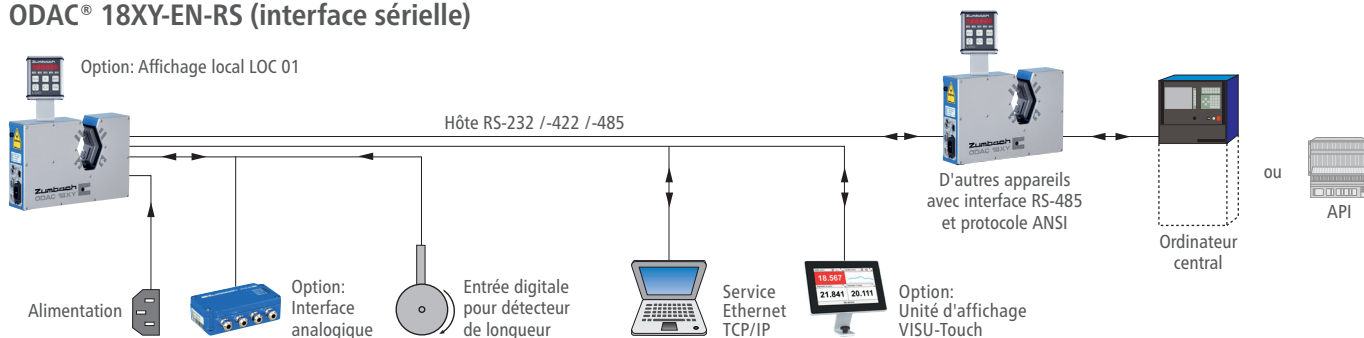 ODAC® 18XY-EN-RS (interface sérielle)
Option: Affichage local LOC 01
Hôte RS-232 /-422 /-485
Zumbach
ODAC 18XY
Zumbach
ODAC 18XY
D'autres appareils
avec interface RS-485
et protocole ANSI
ou
API
Ordinateur
central
Alimentation
Option:
Interface
analogique
Entrée digitale
pour détecteur
de longueur
Service
Ethernet
TCP/IP
18.567
21.841 20.111
Option:
Unité d'affichage
VISU-Touch